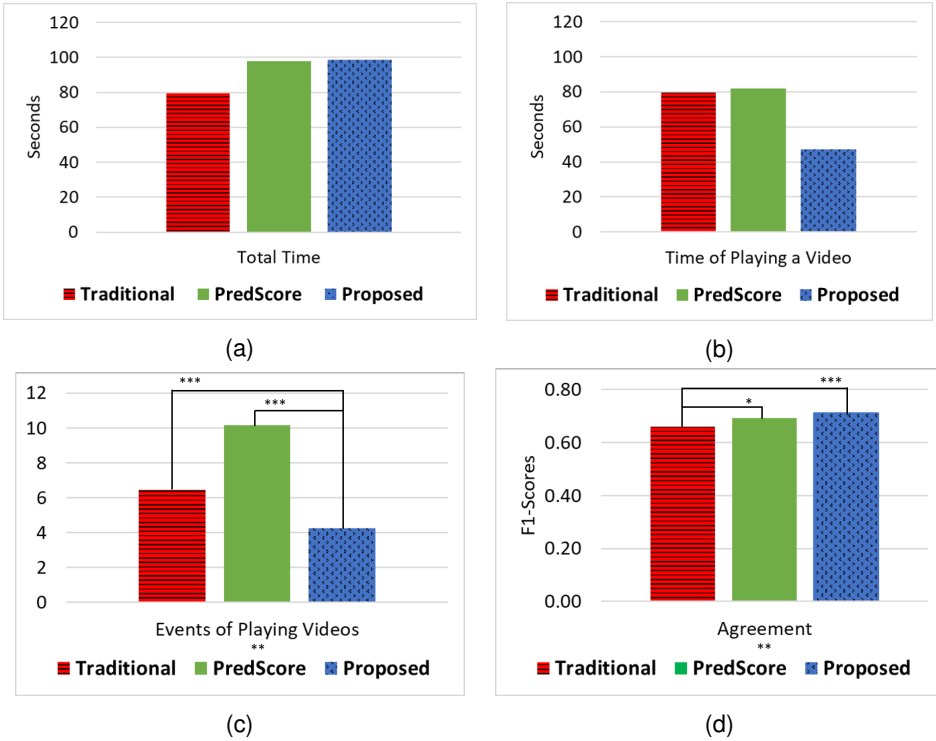 120
100
80
60
40
20
0
Seconds
Total Time
Traditional PredScore Proposed
(a)
120
100
80
60
40
20
0
Seconds
Time of Playing a Video
Traditional PredScore Proposed
(b)
12
10
8
6
4
2
0
***
***
Events of Playing Videos
**
Traditional PredScore Proposed
(c)
0.80
0.60
0.40
0.20
0.00
F1-Scores
***
*
Agreement
**
Traditional PredScore Proposed
(d)